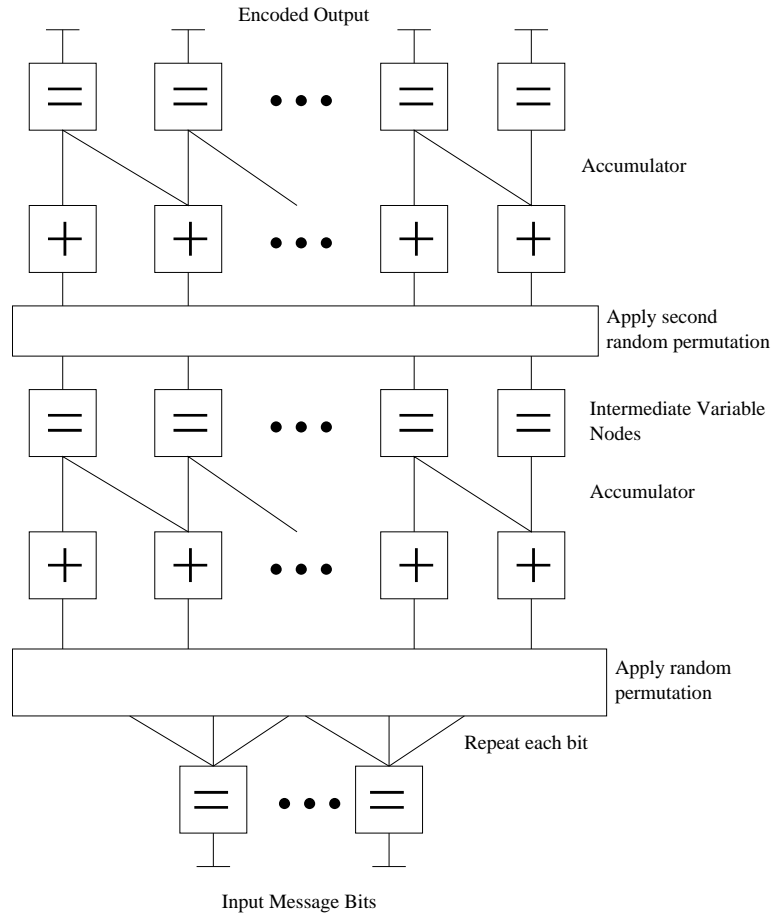 Encoded Output
Accumulator
Apply second
random permutation
Intermediate Variable
Nodes
Accumulator
Apply random
permutation
Repeat each bit
Input Message Bits